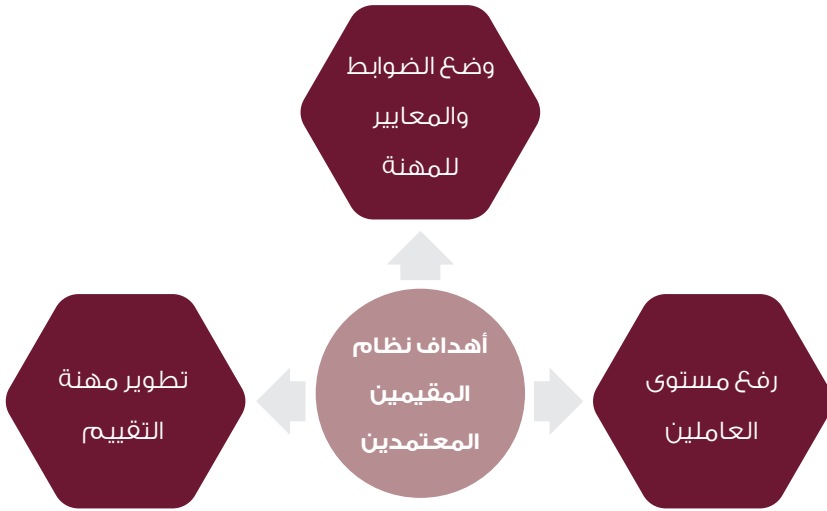 وضع الضوابط
والمعايير
للمهنة
أهداف نظام
المقيمين
المعتمدين
رفع مستوى
العاملين
تطوير مهنة
التقييم